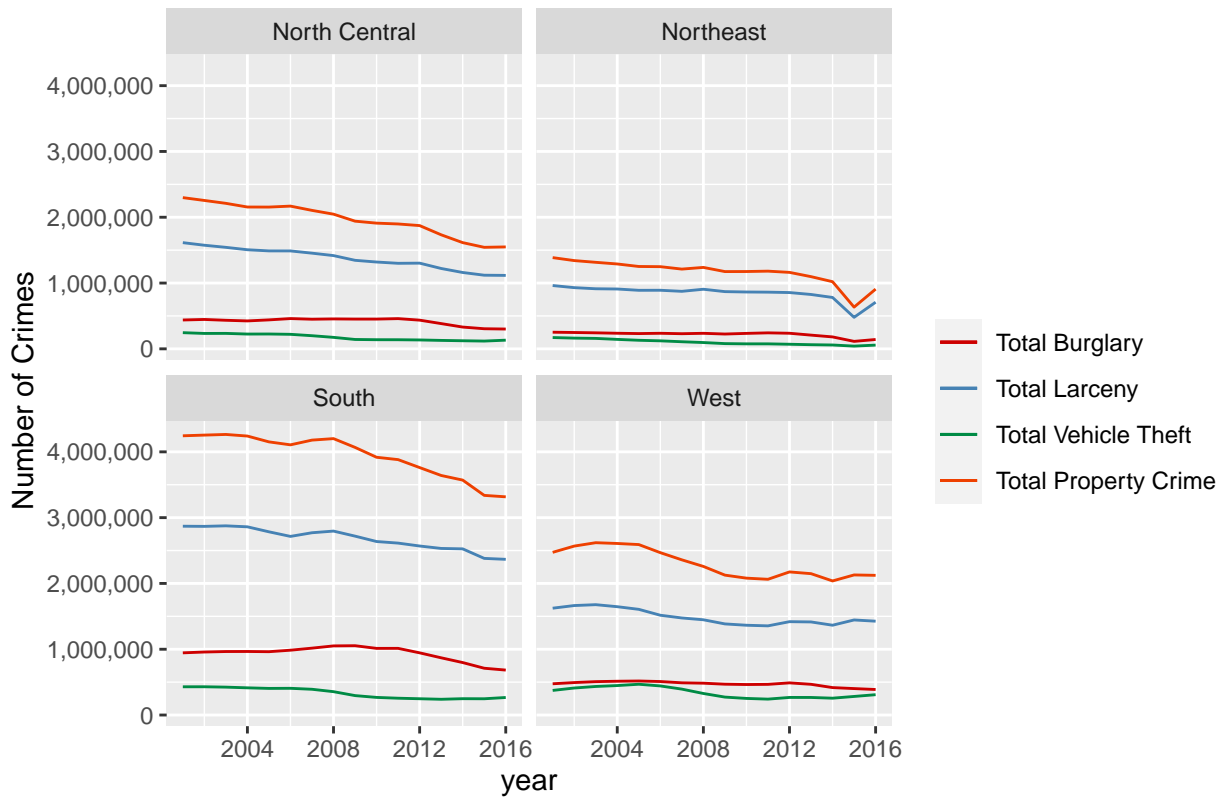 North Central
Northeast
4,000,000
3,000,000
2,000,000
1,000,000
0
South
West
4,000,000
3,000,000
2,000,000
1,000,000
0
2004
2008
2012
2016
2004
2008
2012
2016
year
Number of Crimes
Total Burglary
Total Larceny
Total Vehicle Theft
Total Property Crime